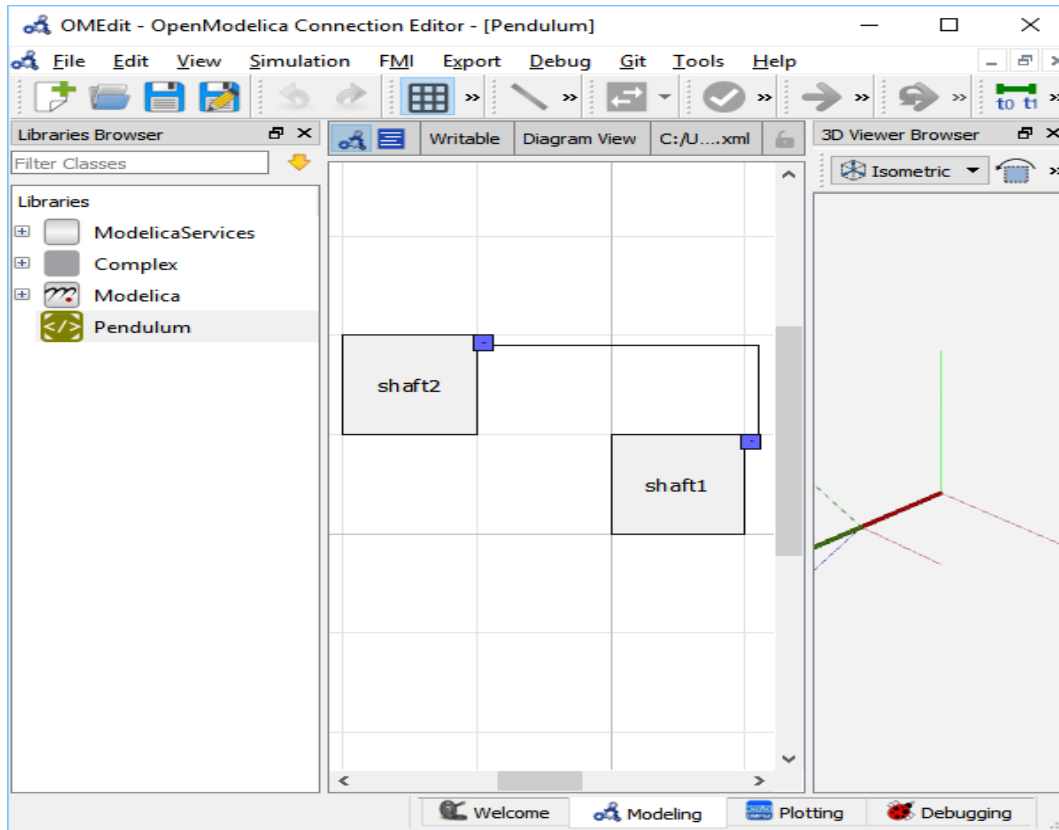 OMEdit - OpenModelica Connection Editor - [Pendulum]
File Edit View Simulation FMI Export Debug Git Tools Help
» » » » » t0 t1 »
Libraries Browser
Filter Classes
Libraries
ModelicaServices
Complex
Modelica
</> Pendulum
Writable Diagram View C:/U....xml
shaft2
shaft1
3D Viewer Browser
Isometric »
Welcome Modeling Plotting Debugging